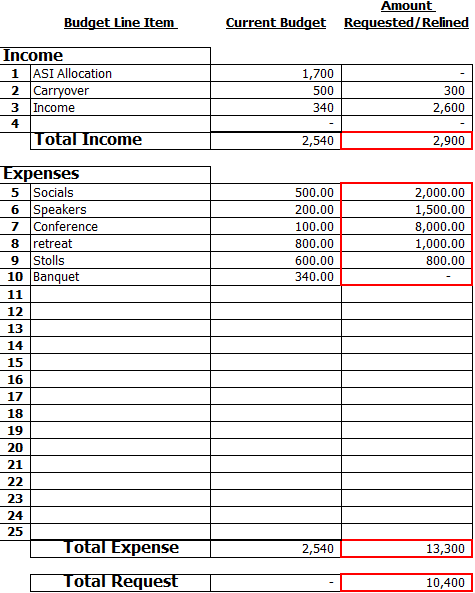 Amount
Budget Line Item Current Budget Requested/Relined
Income
1 ASI Allocation 1,700 -
2 Carryover 500 300
3 Income 340 2,600
4 - -
Total Income 2,540 2,900
Expenses
5 Socials 500.00 2,000.00
6 Speakers 200.00 1,500.00
7 Conference 100.00 8,000.00
8 retreat 800.00 1,000.00
9 Stolls 600.00 800.00
10 Banquet 340.00 -
11
12
13
14
15
16
17
18
19
20
21
22
23
24
25
Total Expense 2,540 13,300
Total Request - 10,400